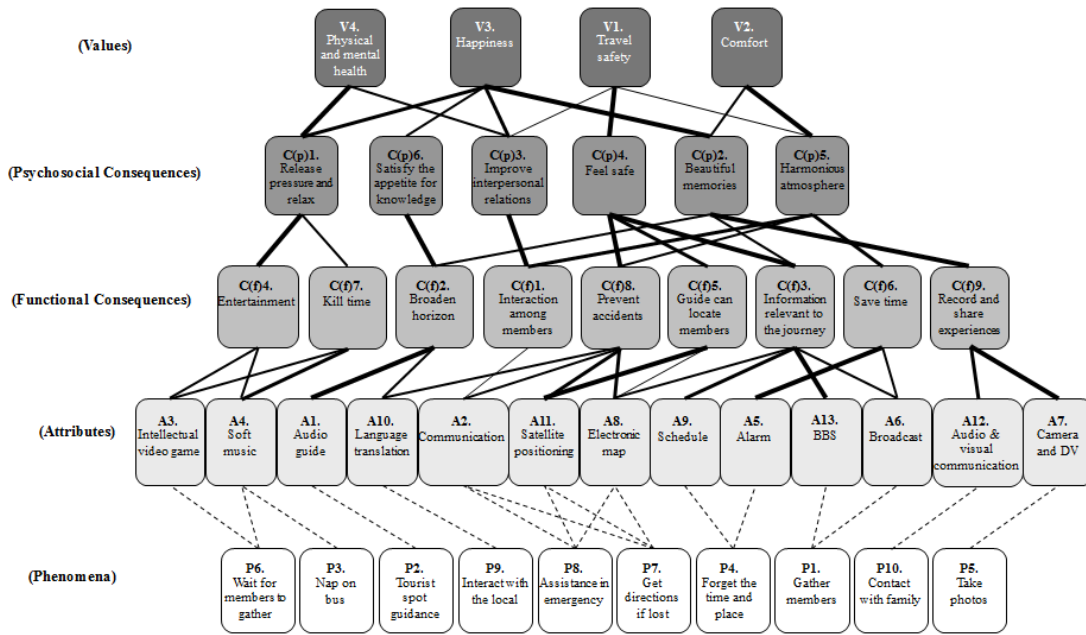 V4.
Physical
and mental
health
V3.
Happiness
V1.
Travel
safety
V2.
Comfort
(Values)
C(p)1.
Release
pressure and
relax
C(p)6.
Satisfy the
appetite for
knowledge
C(p)3.
Improve
interpersonal
relations
C(p)4.
Feel safe
C(p)2.
Beautiful
memories
C(p)5.
Harmonious
atmosphere
(Psychosocial Consequences)
C(f)4.
Entertainment
C(f)7.
Kill time
C(f)2.
Broaden
horizon
C(f)1.
Interaction
among
members
C(f)8.
Prevent
accidents
C(f)5.
Guide can
locate
members
C(f)3.
Information
relevant to
the journey
C(f)6.
Save time
C(f)9.
Record and
share
experiences
(Functional Consequences)
A3.
Intellectual
video game
A4.
Soft
music
A1.
Audio
guide
A10.
Language
translation
A2.
Communication
A11.
Satellite
positioning
A8.
Electronic
map
A9.
Schedule
A5.
Alarm
A13.
BBS
A6.
Broadcast
A12.
Audio &
visual
communication
A7.
Camera
and DV
(Attributes)
P6.
Wait for
members to
gather
P3.
Nap on
bus
P2.
Tourist
spot
guidance
P9.
Interact with
the local
P8.
Assistance in
emergency
P7.
Get
directions
if lost
P4.
Forget the
time and
place
P1.
Gather
members
P10.
Contact
with family
P5.
Take
photos
(Phenomena)